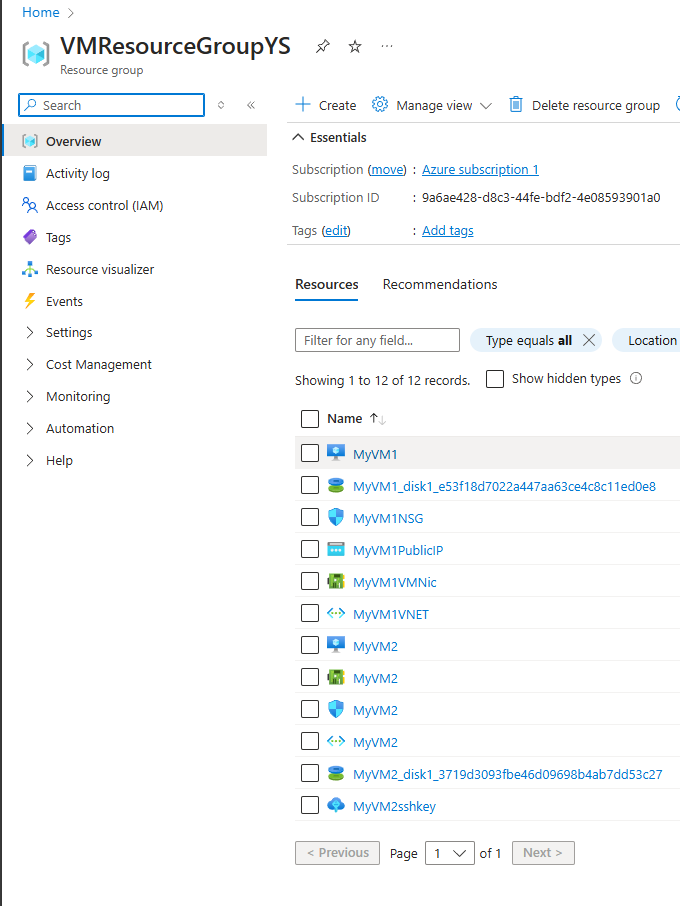 Home
VMResourceGroupYS
Resource group
Search
Overview
Activity log
Access control (IAM)
Tags
Resource visualizer
Events
Settings
Cost Management
Monitoring
Automation
Help
Create Manage view Delete resource group
Essentials
Subscription (move) : Azure subscription 1
Subscription ID : 9a6ae428-d8c3-44fe-bdf2-4e08593901a0
Tags (edit) : Add tags
Resources Recommendations
Filter for any field... Type equals all Location
Showing 1 to 12 of 12 records. Show hidden types
Name
MyVM1
MyVM1_disk1_e53f18d7022a447aa63ce4c8c11ed0e8
MyVM1NSG
MyVM1PublicIP
MyVM1VMNic
MyVM1VNET
MyVM2
MyVM2
MyVM2
MyVM2
MyVM2_disk1_3719d3093fbe46d09698b4ab7dd53c27
MyVM2sshkey
< Previous Page 1 of 1 Next >